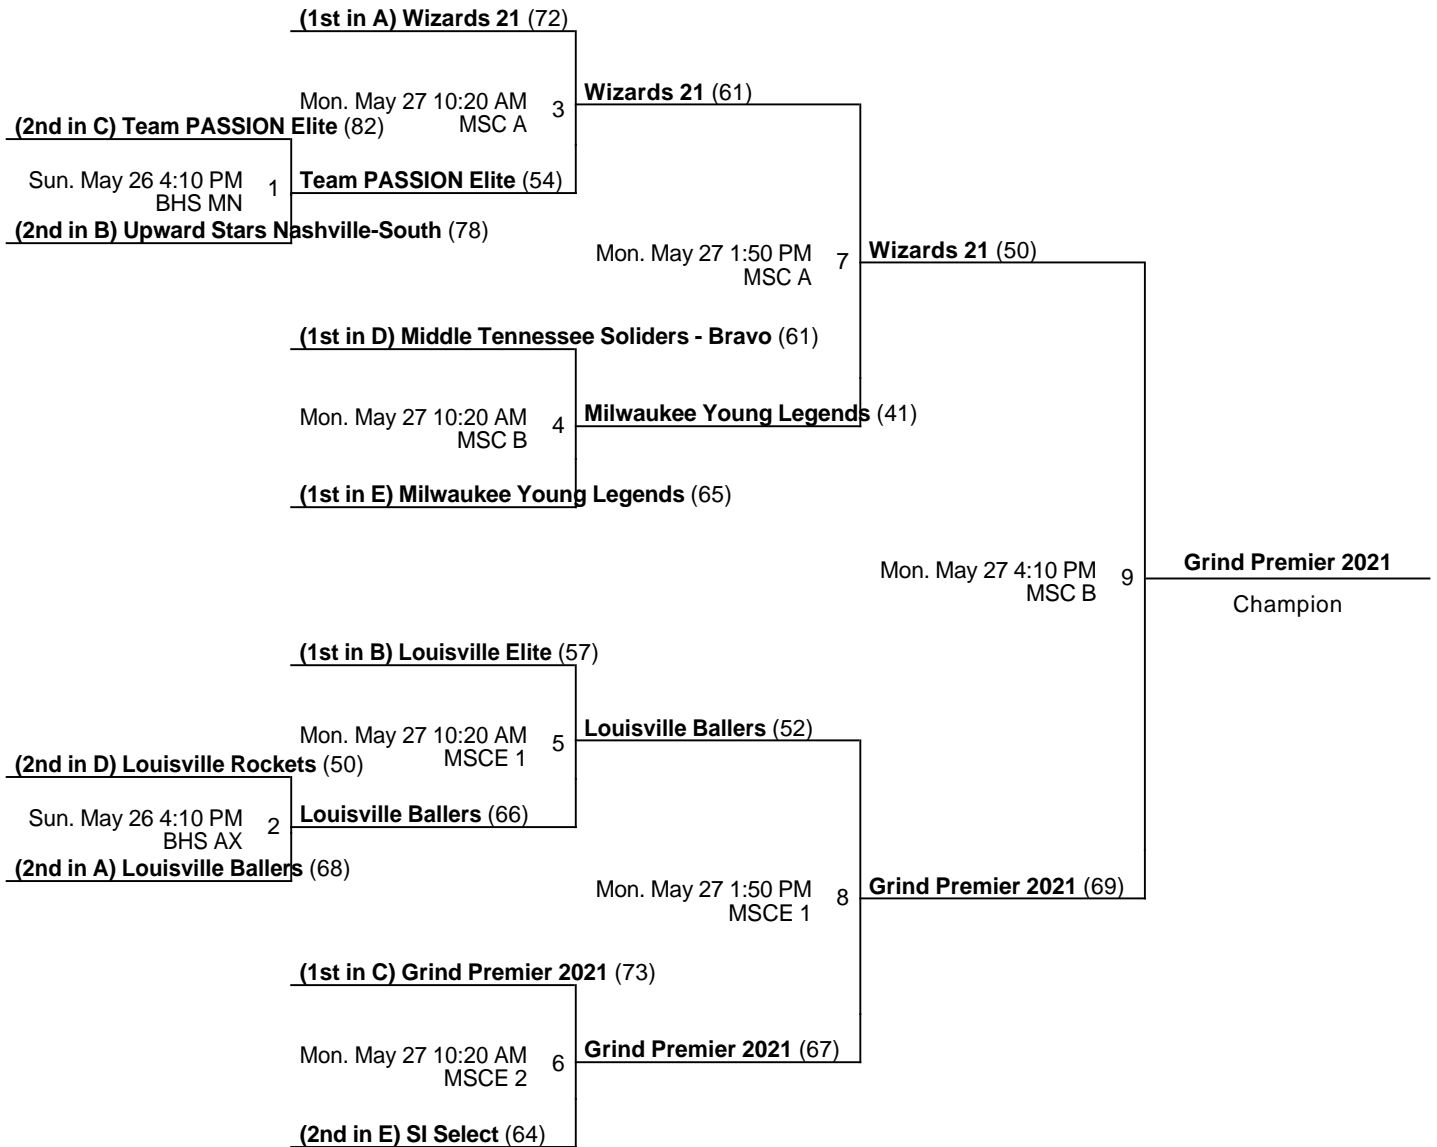 (1st in A) Wizards 21 (72)
Wizards 21 (61)
Mon. May 27 10:20 AM
3
MSC A
(2nd in C) Team PASSION Elite (82)
Sun. May 26 4:10 PM
1
BHS MN
Team PASSION Elite (54)
(2nd in B) Upward Stars Nashville-South (78)
Mon. May 27 1:50 PM
7
MSC A
Wizards 21 (50)
(1st in D) Middle Tennessee Soliders - Bravo (61)
Mon. May 27 10:20 AM
4
MSC B
Milwaukee Young Legends (41)
(1st in E) Milwaukee Young Legends (65)
Mon. May 27 4:10 PM
9
MSC B
Grind Premier 2021
Champion
(1st in B) Louisville Elite (57)
Mon. May 27 10:20 AM
5
MSCE 1
Louisville Ballers (52)
(2nd in D) Louisville Rockets (50)
Sun. May 26 4:10 PM
2
BHS AX
Louisville Ballers (66)
(2nd in A) Louisville Ballers (68)
Mon. May 27 1:50 PM
8
MSCE 1
Grind Premier 2021 (69)
(1st in C) Grind Premier 2021 (73)
Mon. May 27 10:20 AM
6
MSCE 2
Grind Premier 2021 (67)
(2nd in E) SI Select (64)